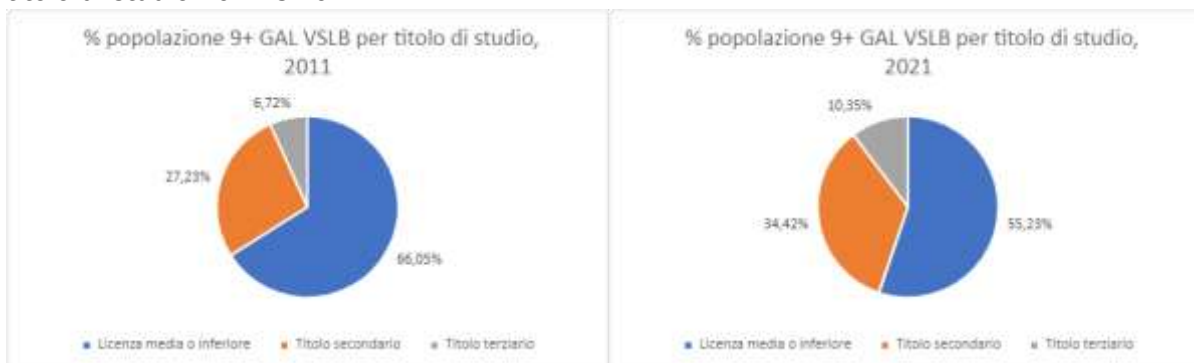 % popolazione 9+ GAL VSLB per titolo di studio,
2011
6,72%
27,23%
66,05%
Licenza media o inferiore Titolo secondario Titolo terziario
% popolazione 9+ GAL VSLB per titolo di studio,
2021
10,35%
34,42%
55,23%
Licenza media o inferiore Titolo secondario Titolo terziario